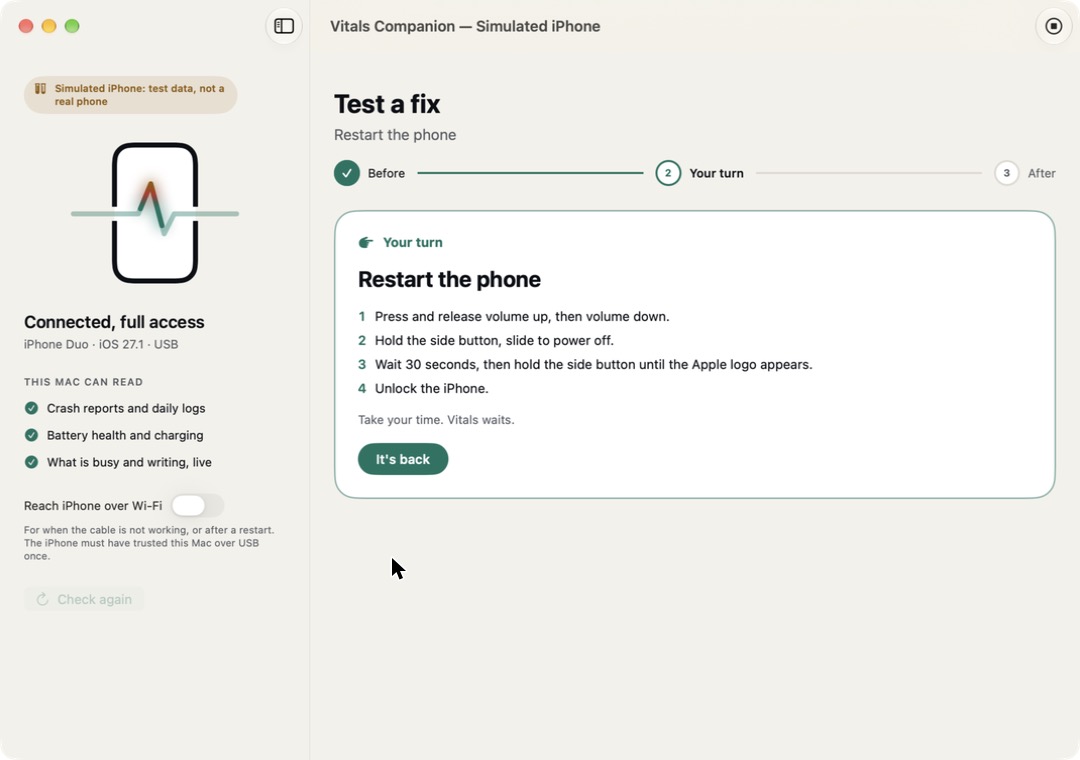 Vitals Companion — Simulated iPhone
Simulated iPhone: test data, not a
real phone
Connected, full access
iPhone Duo · iOS 27.1 · USB
THIS MAC CAN READ
Crash reports and daily logs
Battery health and charging
What is busy and writing, live
Reach iPhone over Wi-Fi
For when the cable is not working, or after a restart.
The iPhone must have trusted this Mac over USB
once.
Check again
Test a fix
Restart the phone
Before
2 Your turn
3 After
Your turn
Restart the phone
1 Press and release volume up, then volume down.
2 Hold the side button, slide to power off.
3 Wait 30 seconds, then hold the side button until the Apple logo appears.
4 Unlock the iPhone.
Take your time. Vitals waits.
It's back